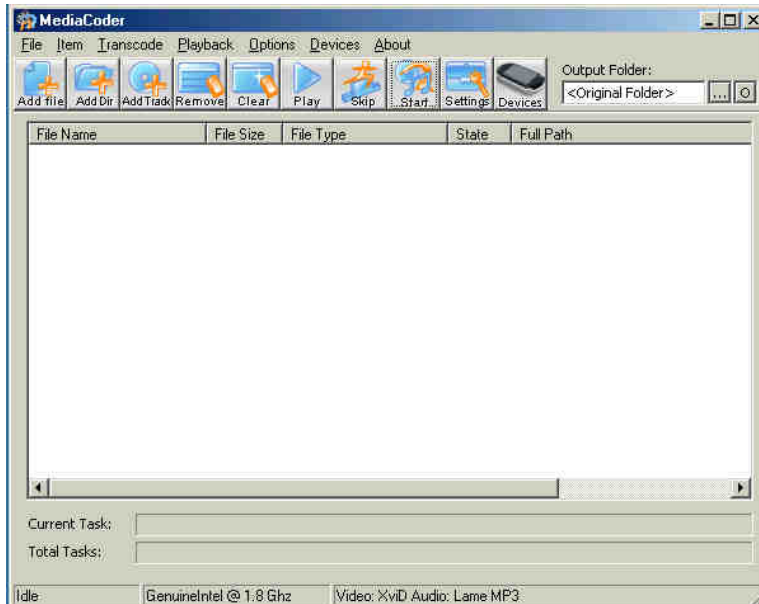 MediaCoder
File Item Transcode Playback Options Devices About
Add file Add Dir Add Track Remove Clear Play Skip Start Settings Devices
Output Folder:
<Original Folder> ... O
File Name File Size File Type State Full Path
Current Task:
Total Tasks:
Idle GenuineIntel @ 1.8 Ghz Video: XviD Audio: Lame MP3